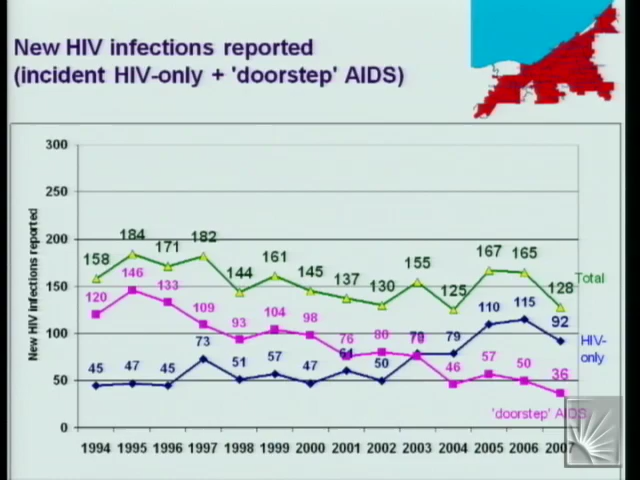 New HIV infections reported
(incident HIV-only + 'doorstep' AIDS)
New HIV infections reported
300
250
200
150
100
50
0
158 184 171 182 144 161 145 137 130 155 125 167 165 128
Total
120 146 133 109 93 104 98 76 80 76 46 57 50 36
'doorstep' AIDS
45 47 45 73 51 57 47 61 50 79 79 110 115 92
HIV-
only
1994 1995 1996 1997 1998 1999 2000 2001 2002 2003 2004 2005 2006 2007